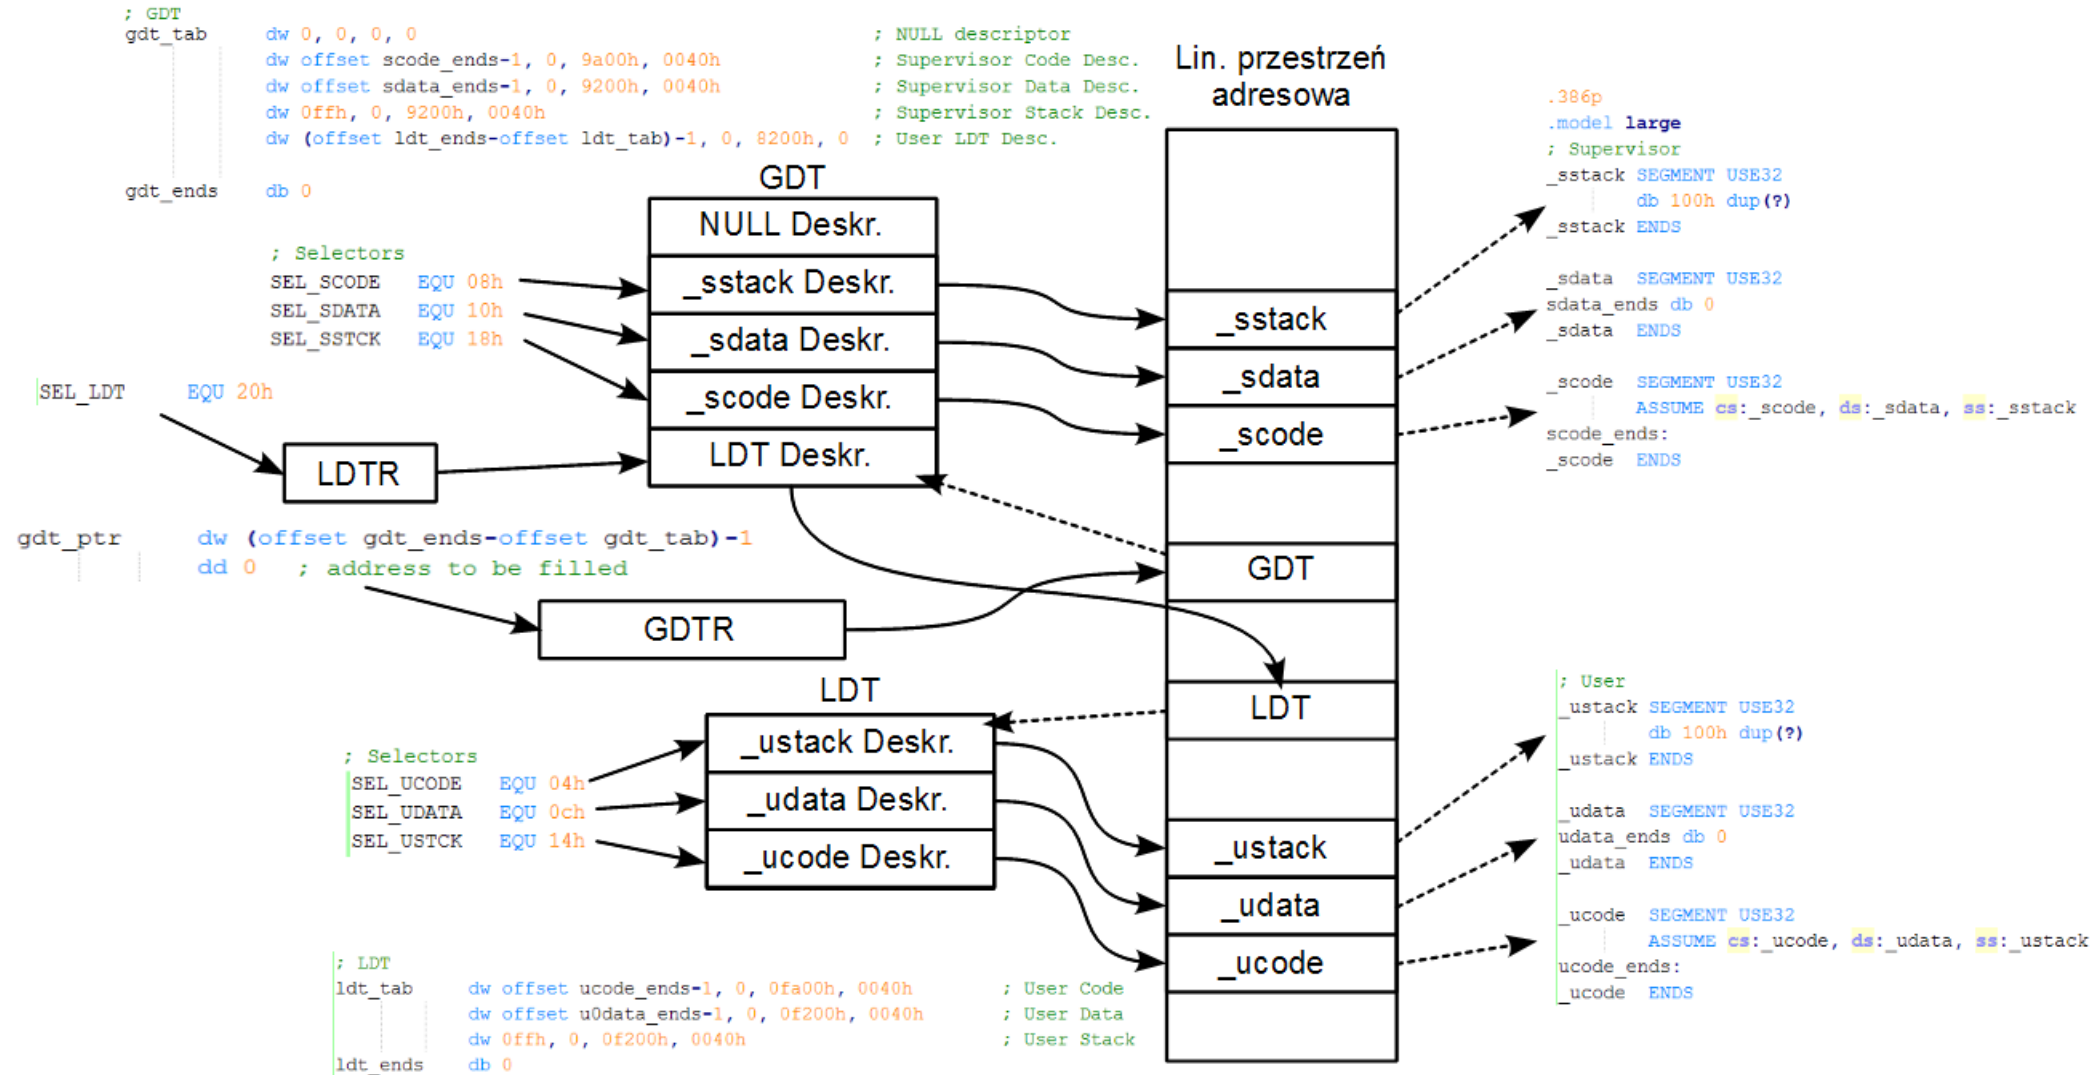 ; GDT
gdt_tab dw 0, 0, 0, 0 ; NULL descriptor
dw offset scode_ends-1, 0, 9a00h, 0040h ; Supervisor Code Desc.
dw offset sdata_ends-1, 0, 9200h, 0040h ; Supervisor Data Desc.
dw 0ffh, 0, 9200h, 0040h ; Supervisor Stack Desc.
dw (offset ldt_ends-offset ldt_tab)-1, 0, 8200h, 0 ; User LDT Desc.
gdt_ends db 0
; Selectors
SEL_SCODE EQU 08h
SEL_SDATA EQU 10h
SEL_SSTCK EQU 18h
SEL_LDT EQU 20h
LDTR
GDT
NULL Deskr.
_sstack Deskr.
_sdata Deskr.
_scode Deskr.
LDT Deskr.
gdt_ptr dw (offset gdt_ends-offset gdt_tab)-1
dd 0 ; address to be filled
GDTR
LDT
_ustack Deskr.
_udata Deskr.
_ucode Deskr.
; Selectors
SEL_UCODE EQU 04h
SEL_UDATA EQU 0ch
SEL_USTCK EQU 14h
; LDT
ldt_tab dw offset ucode_ends-1, 0, 0fa00h, 0040h ; User Code
dw offset u0data_ends-1, 0, 0f200h, 0040h ; User Data
dw 0ffh, 0, 0f200h, 0040h ; User Stack
ldt_ends db 0
Lin. przestrzeń
adresowa
_sstack
_sdata
_scode
GDT
LDT
_ustack
_udata
_ucode
.386p
.model large
; Supervisor
_sstack SEGMENT USE32
db 100h dup(?)
_sstack ENDS
_sdata SEGMENT USE32
sdata_ends db 0
_sdata ENDS
_scode SEGMENT USE32
ASSUME cs:_scode, ds:_sdata, ss:_sstack
scode_ends:
_scode ENDS
; User
_ustack SEGMENT USE32
db 100h dup(?)
_ustack ENDS
_udata SEGMENT USE32
udata_ends db 0
_udata ENDS
_ucode SEGMENT USE32
ASSUME cs:_ucode, ds:_udata, ss:_ustack
ucode_ends:
_ucode ENDS